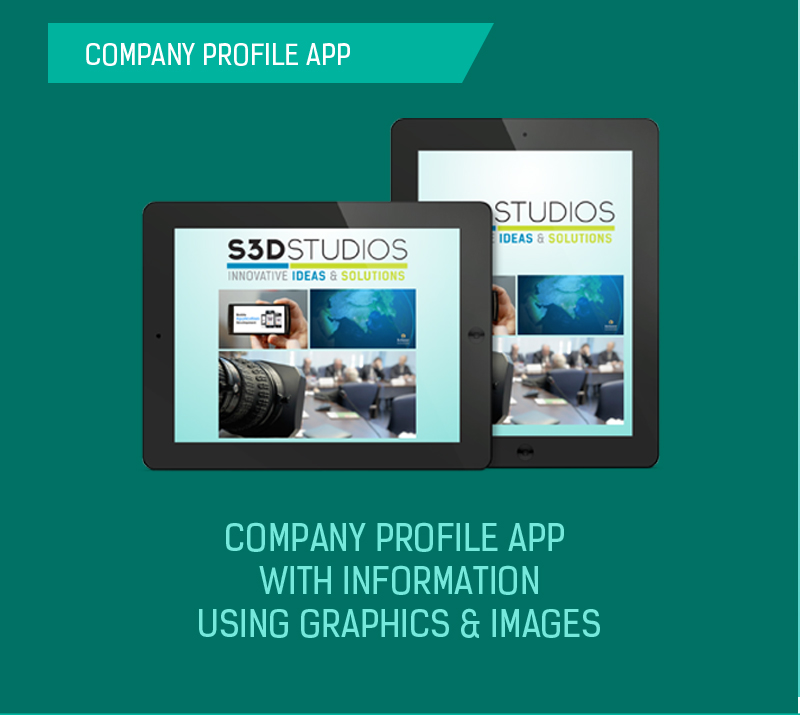 COMPANY PROFILE APP
STUDIOS
IDEAS & SOLUTIONS
S3DSTUDIOS
INNOVATIVE IDEAS & SOLUTIONS
COMPANY PROFILE APP
WITH INFORMATION
USING GRAPHICS & IMAGES